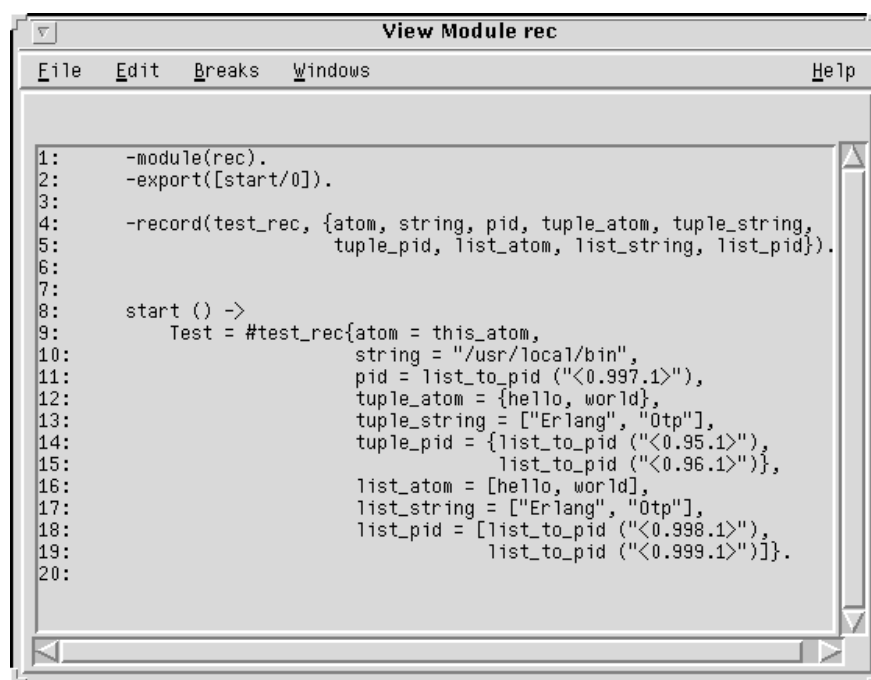 View Module rec
File Edit Breaks Windows Help
1: -module(rec).
2: -export([start/0]).
3:
4: -record(test_rec, {atom, string, pid, tuple_atom, tuple_string,
5: tuple_pid, list_atom, list_string, list_pid}).
6:
7:
8: start () ->
9: Test = #test_rec{atom = this_atom,
10: string = "/usr/local/bin",
11: pid = list_to_pid ("<0.997.1>"),
12: tuple_atom = {hello, world},
13: tuple_string = ["Erlang", "Otp"],
14: tuple_pid = {list_to_pid ("<0.95.1>"),
15: list_to_pid ("<0.96.1>")},
16: list_atom = [hello, world],
17: list_string = ["Erlang", "Otp"],
18: list_pid = [list_to_pid ("<0.998.1>"),
19: list_to_pid ("<0.999.1>")]}.
20: